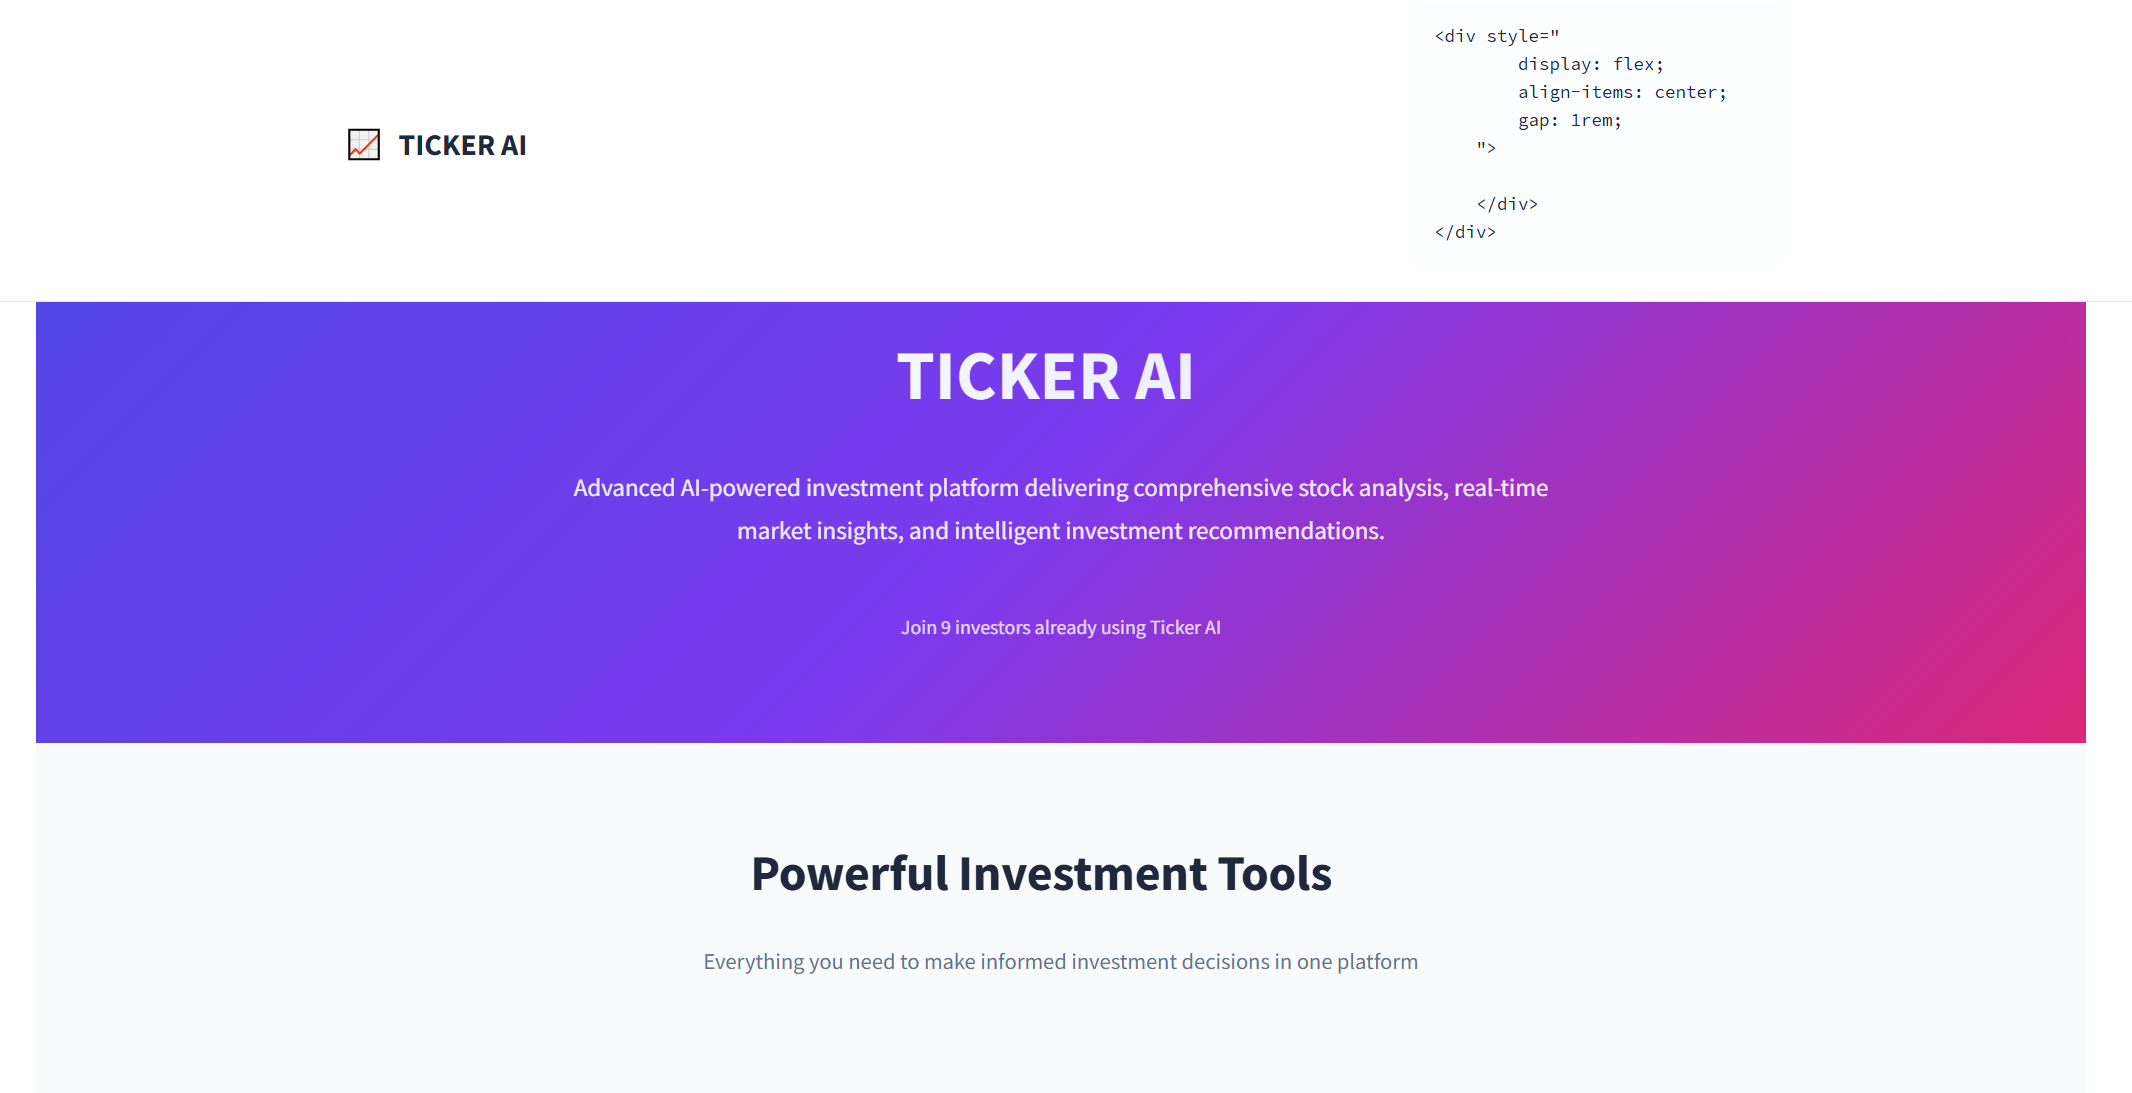 TICKER AI
<div style="
display: flex;
align-items: center;
gap: 1rem;
">
</div>
</div>
TICKER AI
Advanced AI-powered investment platform delivering comprehensive stock analysis, real-time
market insights, and intelligent investment recommendations.
Join 9 investors already using Ticker AI
Powerful Investment Tools
Everything you need to make informed investment decisions in one platform